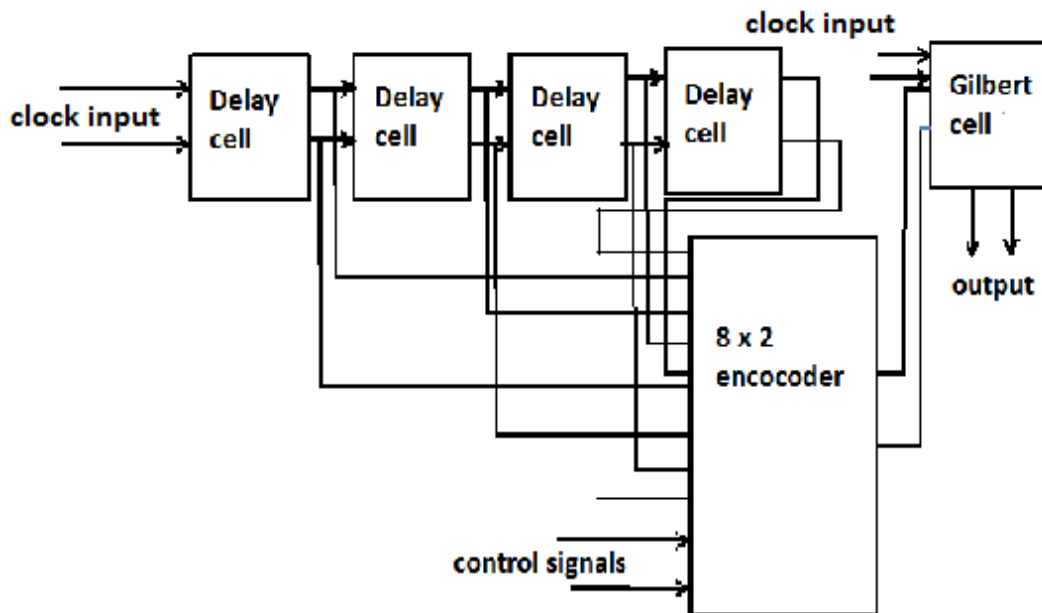 clock input
clock input
Delay
cell
Delay
cell
Delay
cell
Delay
cell
Gilbert
cell
output
8 x 2
encocoder
control signals